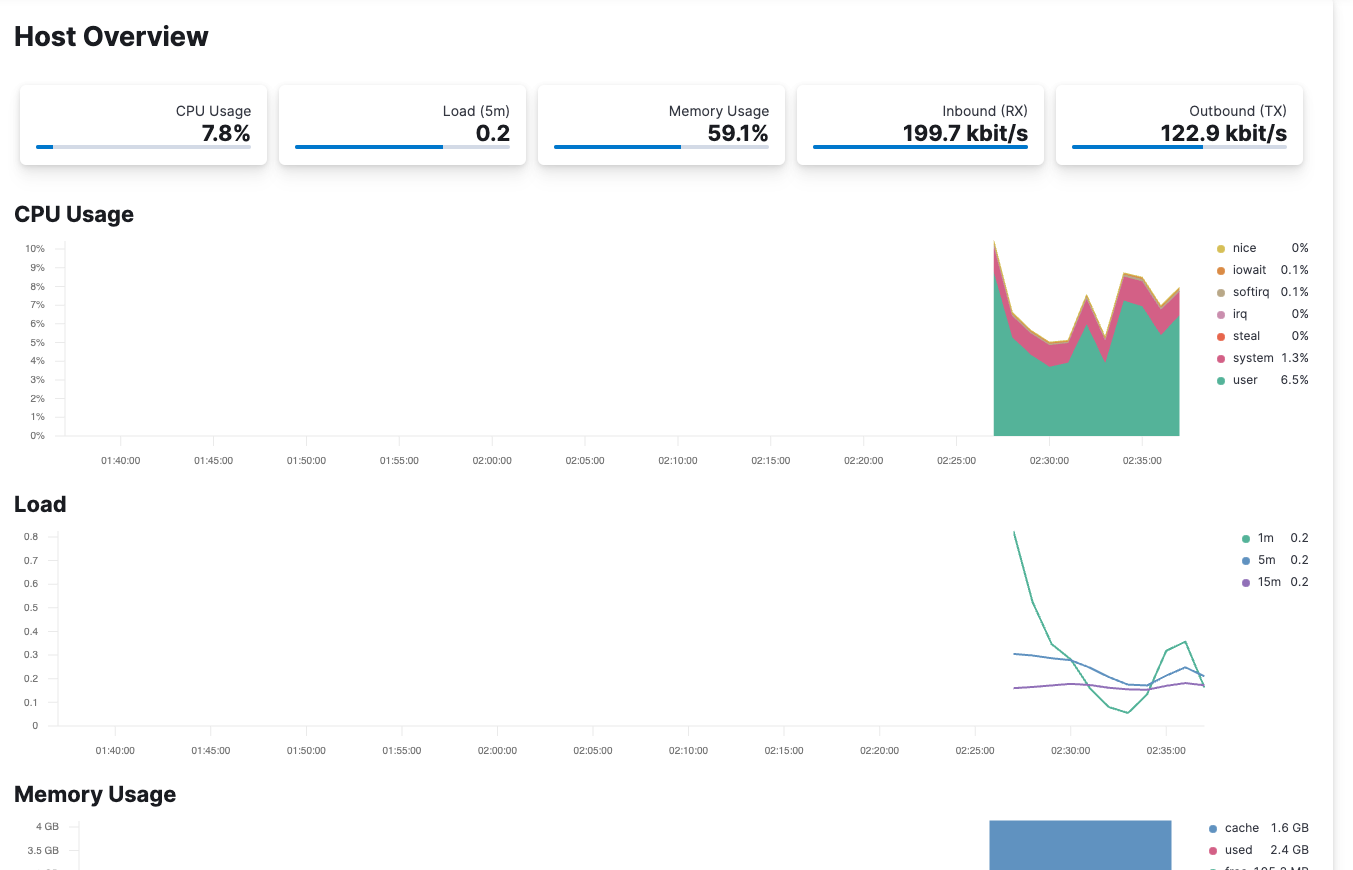 Host Overview
CPU Usage
7.8%
Load (5m)
0.2
Memory Usage
59.1%
Inbound (RX)
199.7 kbit/s
Outbound (TX)
122.9 kbit/s
CPU Usage
10%
9%
8%
7%
6%
5%
4%
3%
2%
1%
0%
01:40:00 01:45:00 01:50:00 01:55:00 02:00:00 02:05:00 02:10:00 02:15:00 02:20:00 02:25:00 02:30:00 02:35:00
nice 0%
iowait 0.1%
softirq 0.1%
irq 0%
steal 0%
system 1.3%
user 6.5%
Load
0.8
0.7
0.6
0.5
0.4
0.3
0.2
0.1
0
01:40:00 01:45:00 01:50:00 01:55:00 02:00:00 02:05:00 02:10:00 02:15:00 02:20:00 02:25:00 02:30:00 02:35:00
1m 0.2
5m 0.2
15m 0.2
Memory Usage
4 GB
3.5 GB
cache 1.6 GB
used 2.4 GB